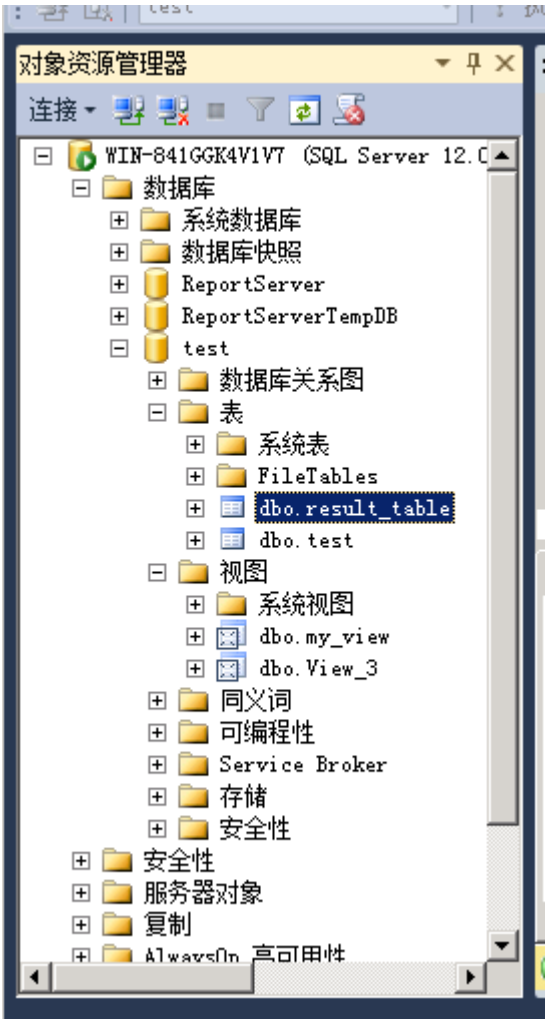 test
对象资源管理器
连接
WIN-841GGK4V1V7 (SQL Server 12.0
数据库
系统数据库
数据库快照
ReportServer
ReportServerTempDB
test
数据库关系图
表
系统表
FileTables
dbo.result_table
dbo.test
视图
系统视图
dbo.my_view
dbo.View_3
同义词
可编程性
Service Broker
存储
安全性
安全性
服务器对象
复制
AlwaysOn 高可用性